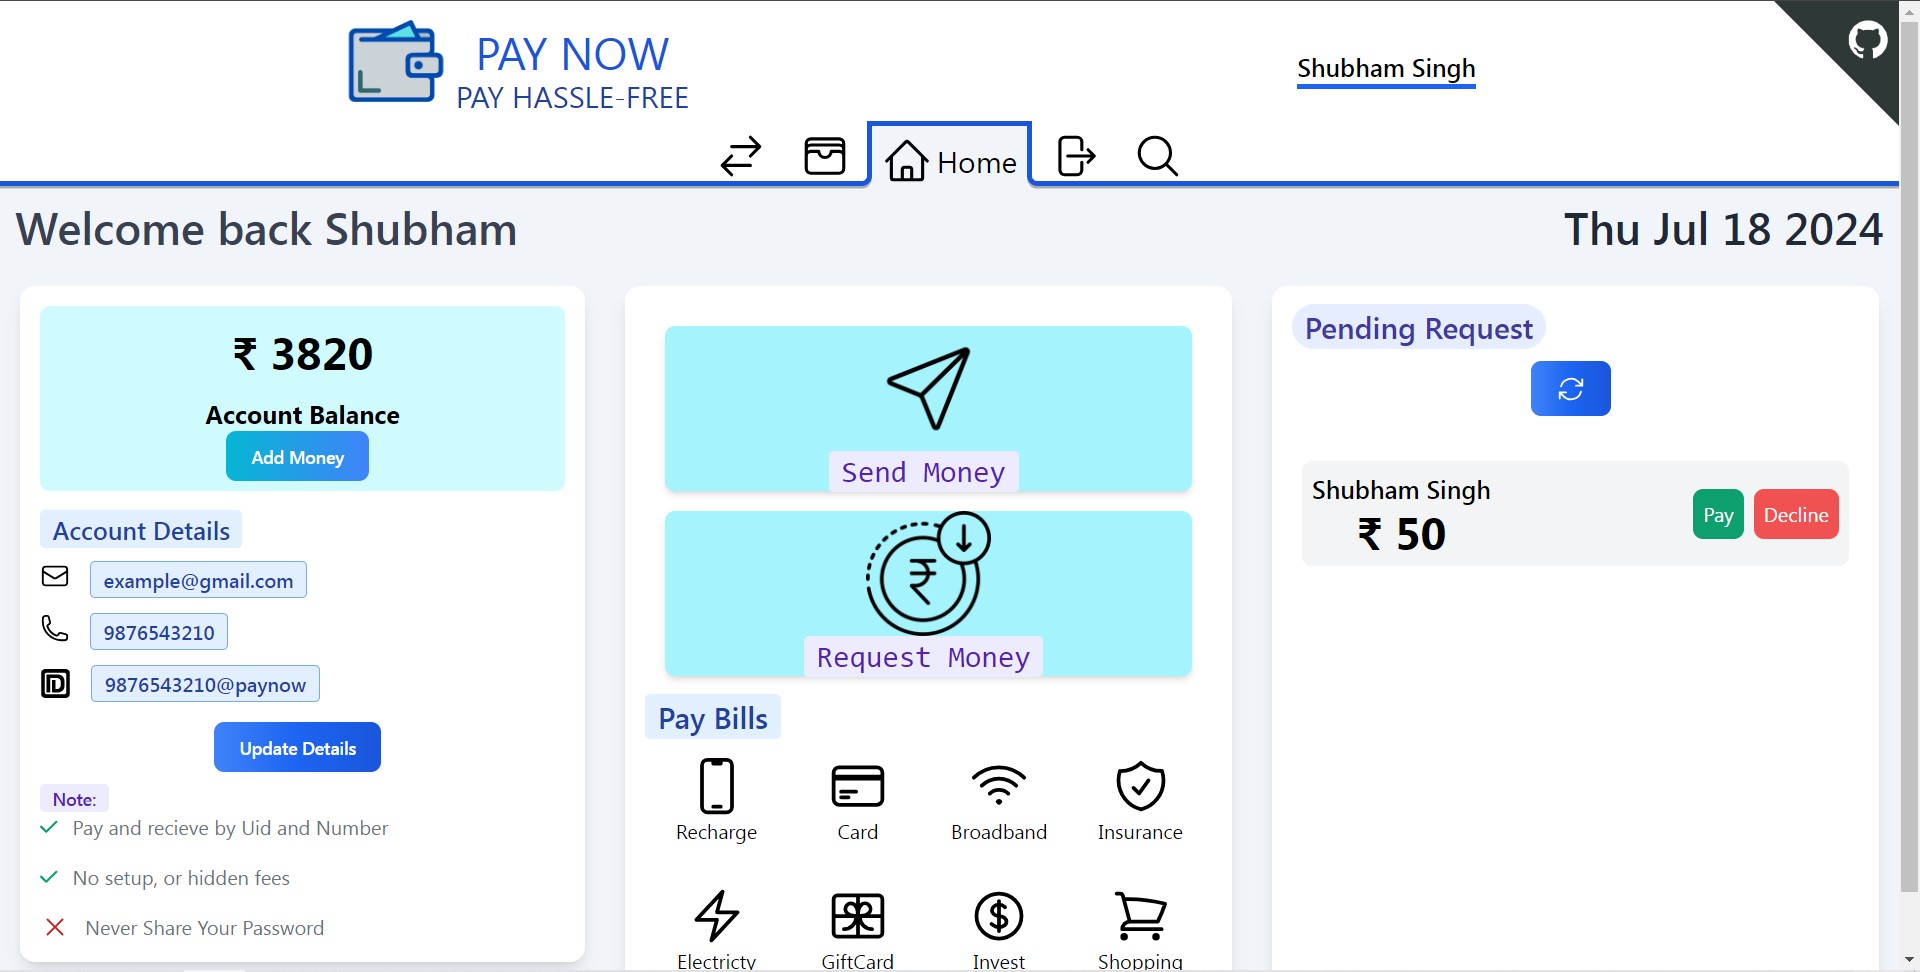 PAY NOW
PAY HASSLE-FREE
Shubham Singh
Home
Welcome back Shubham
Thu Jul 18 2024
₹ 3820
Account Balance
Add Money
Account Details
example@gmail.com
9876543210
9876543210@paynow
Update Details
Note:
Pay and recieve by Uid and Number
No setup, or hidden fees
Never Share Your Password
Send Money
Request Money
Pay Bills
Recharge
Card
Broadband
Insurance
Electricty
GiftCard
Invest
Shopping
Pending Request
Shubham Singh
₹ 50
Pay
Decline